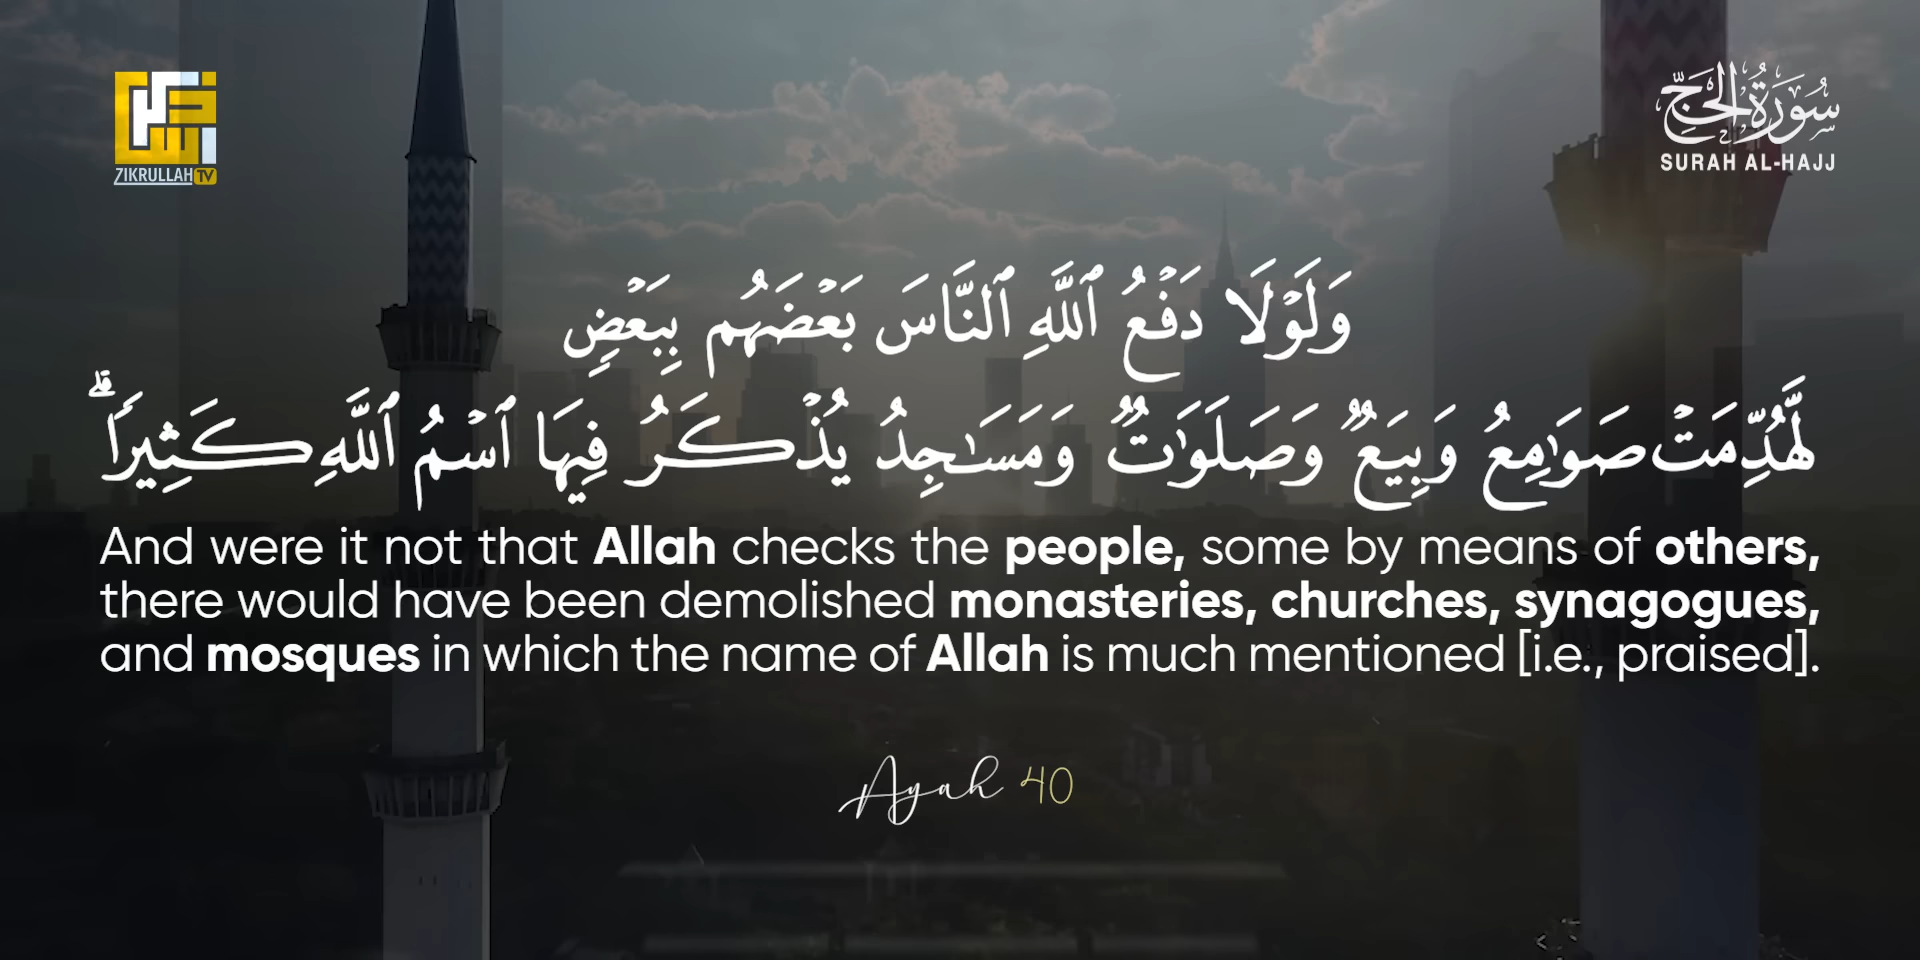 ZIKRULLAH TV
سُورَةُ الحَجِّ
SURAH AL-HAJJ
وَلَوْلَا دَفْعُ ٱللَّهِ ٱلنَّاسَ بَعْضَهُم بِبَعْضٍ
لَّهُدِّمَتْ صَوَٰمِعُ وَبِيَعٌ وَصَلَوَٰتٌ وَمَسَـٰجِدُ يُذْكَرُ فِيهَا ٱسْمُ ٱللَّهِ كَثِيرًا ۗ
And were it not that Allah checks the people, some by means of others,
there would have been demolished monasteries, churches, synagogues,
and mosques in which the name of Allah is much mentioned [i.e., praised].
Ayah 40